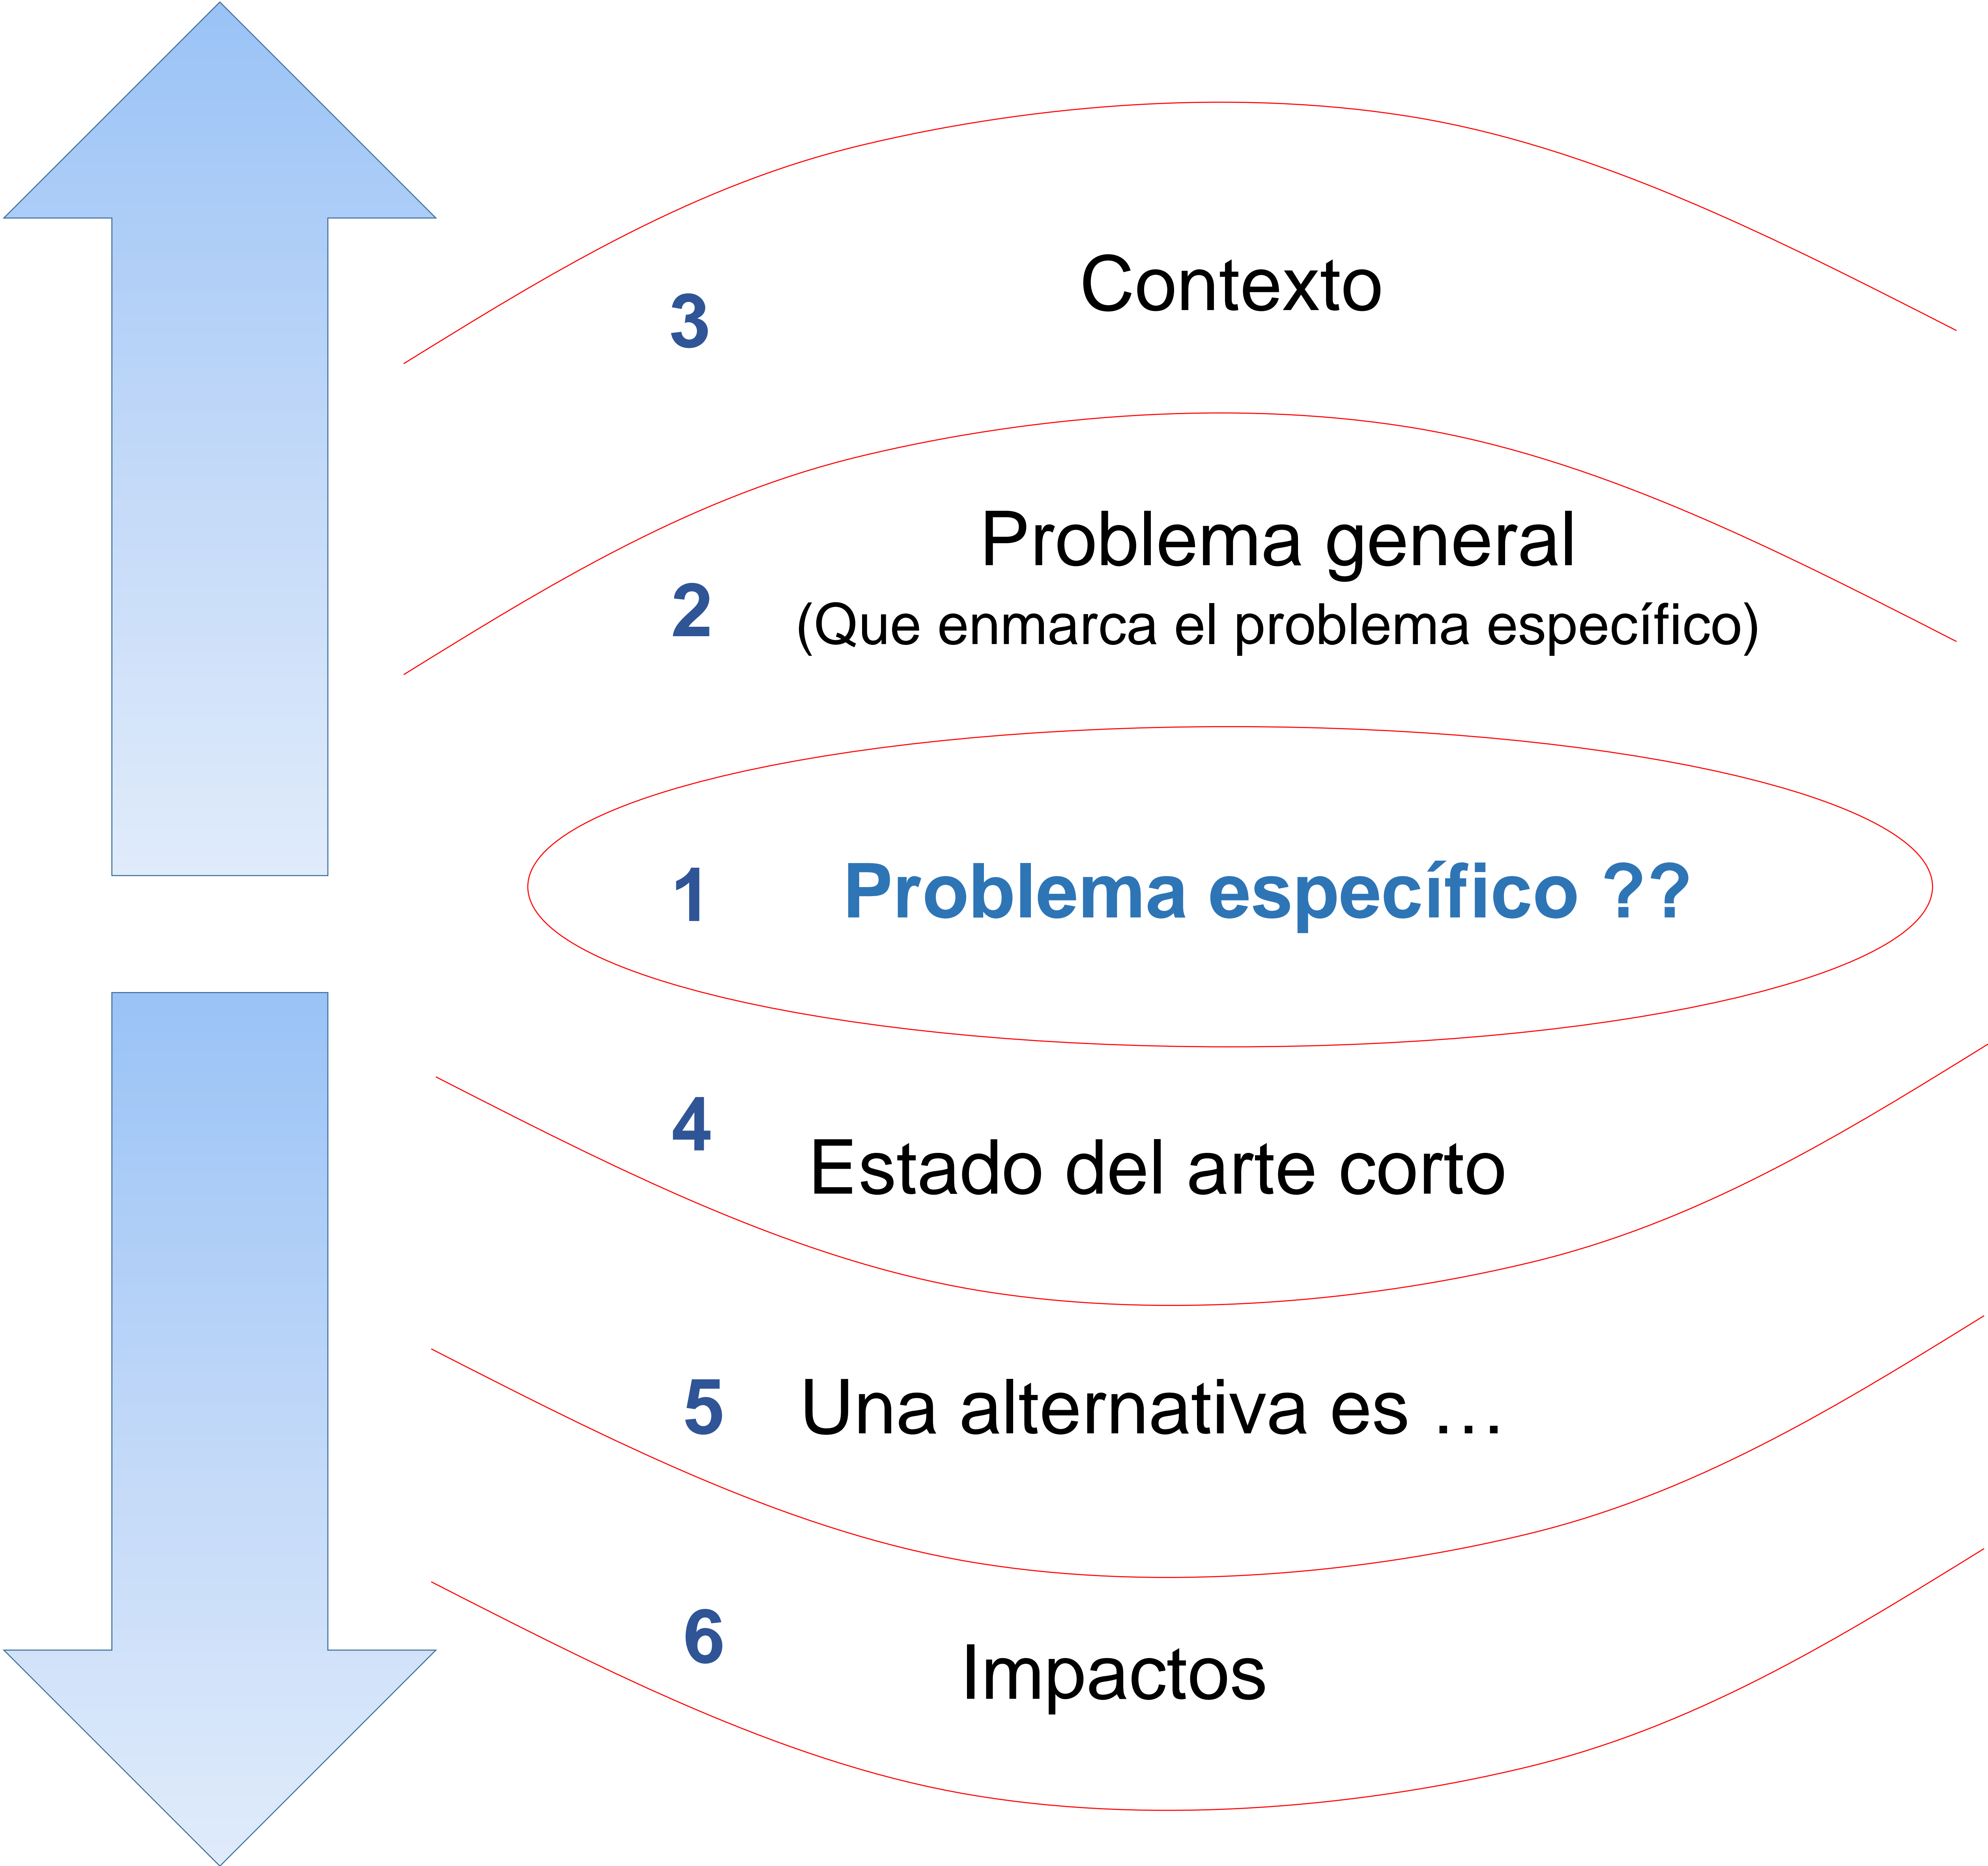 Contexto
3
Problema general
2 (Que enmarca el problema específico)
1 Problema específico ??
4
Estado del arte corto
5 Una alternativa es …
6
Impactos